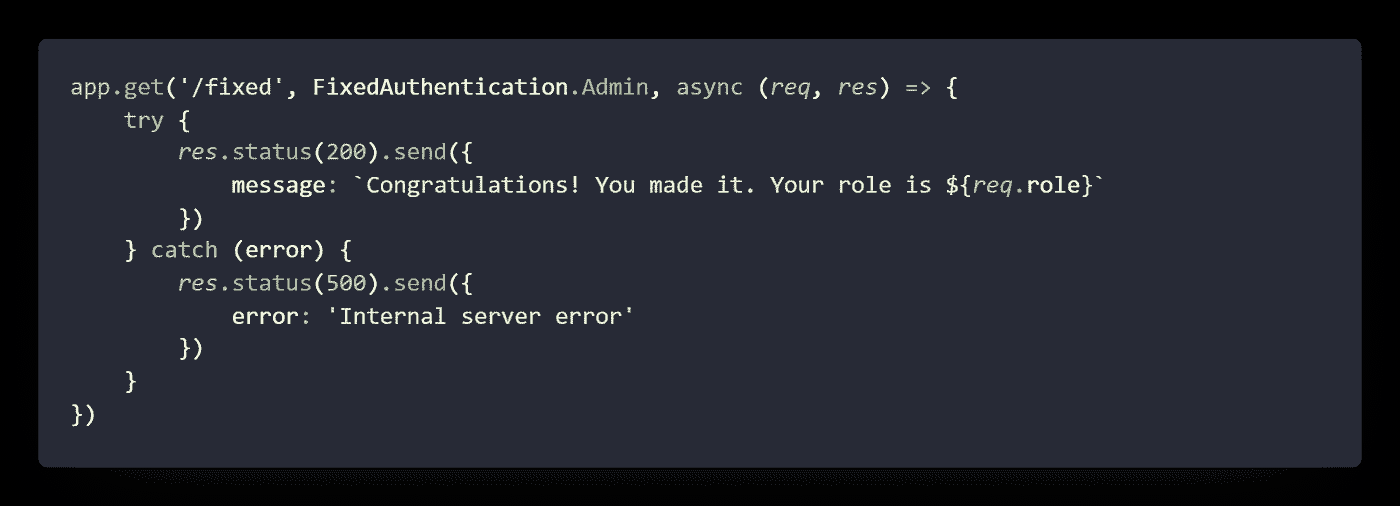 app.get('/fixed', FixedAuthentication.Admin, async (req, res) => {
    try {
        res.status(200).send({
            message: `Congratulations! You made it. Your role is ${req.role}`
        })
    } catch (error) {
        res.status(500).send({
            error: 'Internal server error'
        })
    }
})